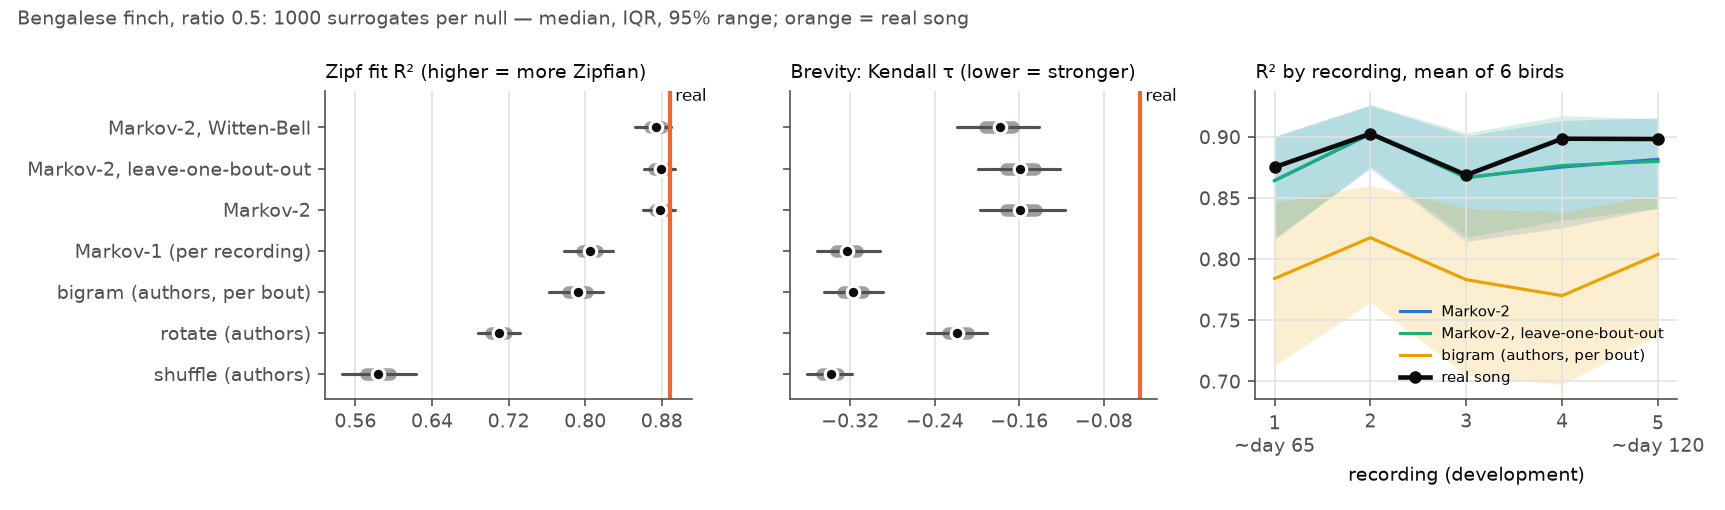 Bengalese finch, ratio 0.5: 1000 surrogates per null — median, IQR, 95% range; orange = real song
Zipf fit R² (higher = more Zipfian)
real
Markov-2, Witten-Bell
Markov-2, leave-one-bout-out
Markov-2
Markov-1 (per recording)
bigram (authors, per bout)
rotate (authors)
shuffle (authors)
0.56 0.64 0.72 0.80 0.88
Brevity: Kendall τ (lower = stronger)
real
−0.32 −0.24 −0.16 −0.08
R² by recording, mean of 6 birds
0.90
0.85
0.80
0.75
0.70
Markov-2
Markov-2, leave-one-bout-out
bigram (authors, per bout)
real song
1 2 3 4 5
~day 65 ~day 120
recording (development)